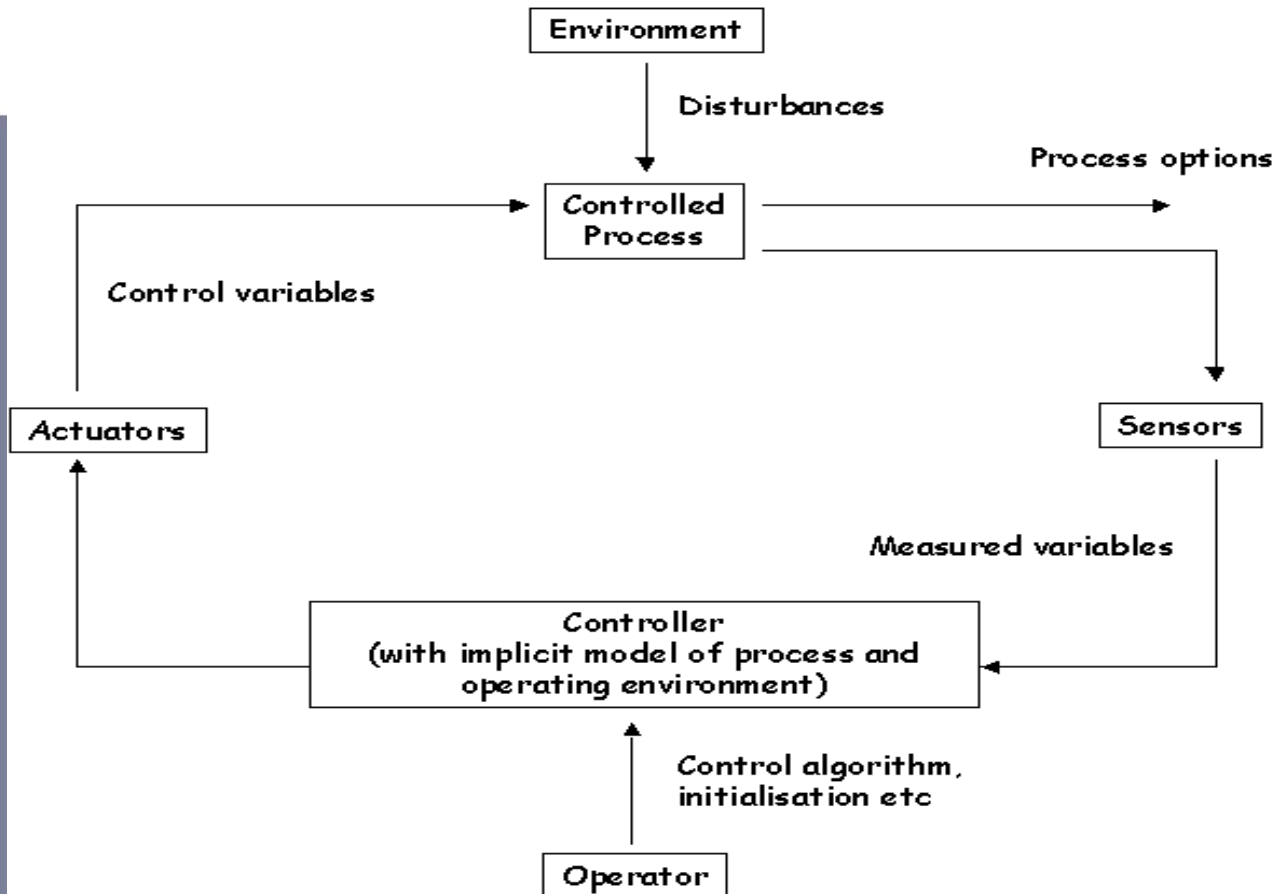 Environment
Disturbances
Process options
Controlled
Process
Control variables
Actuators
Sensors
Measured variables
Controller
(with implicit model of process and
operating environment)
Control algorithm,
initialisation etc
Operator